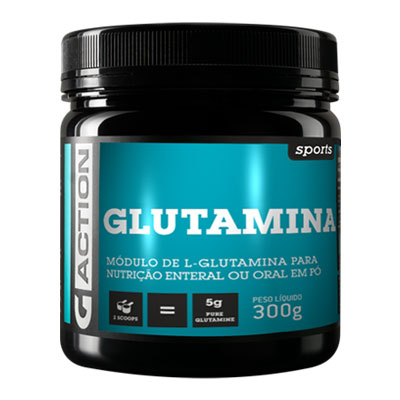 sports
G ACTION
GLUTAMINA
MÓDULO DE L-GLUTAMINA PARA
NUTRIÇÃO ENTERAL OU ORAL EM PÓ
2 SCOOPS
=
5g
PURE
GLUTAMINE
PESO LÍQUIDO
300g